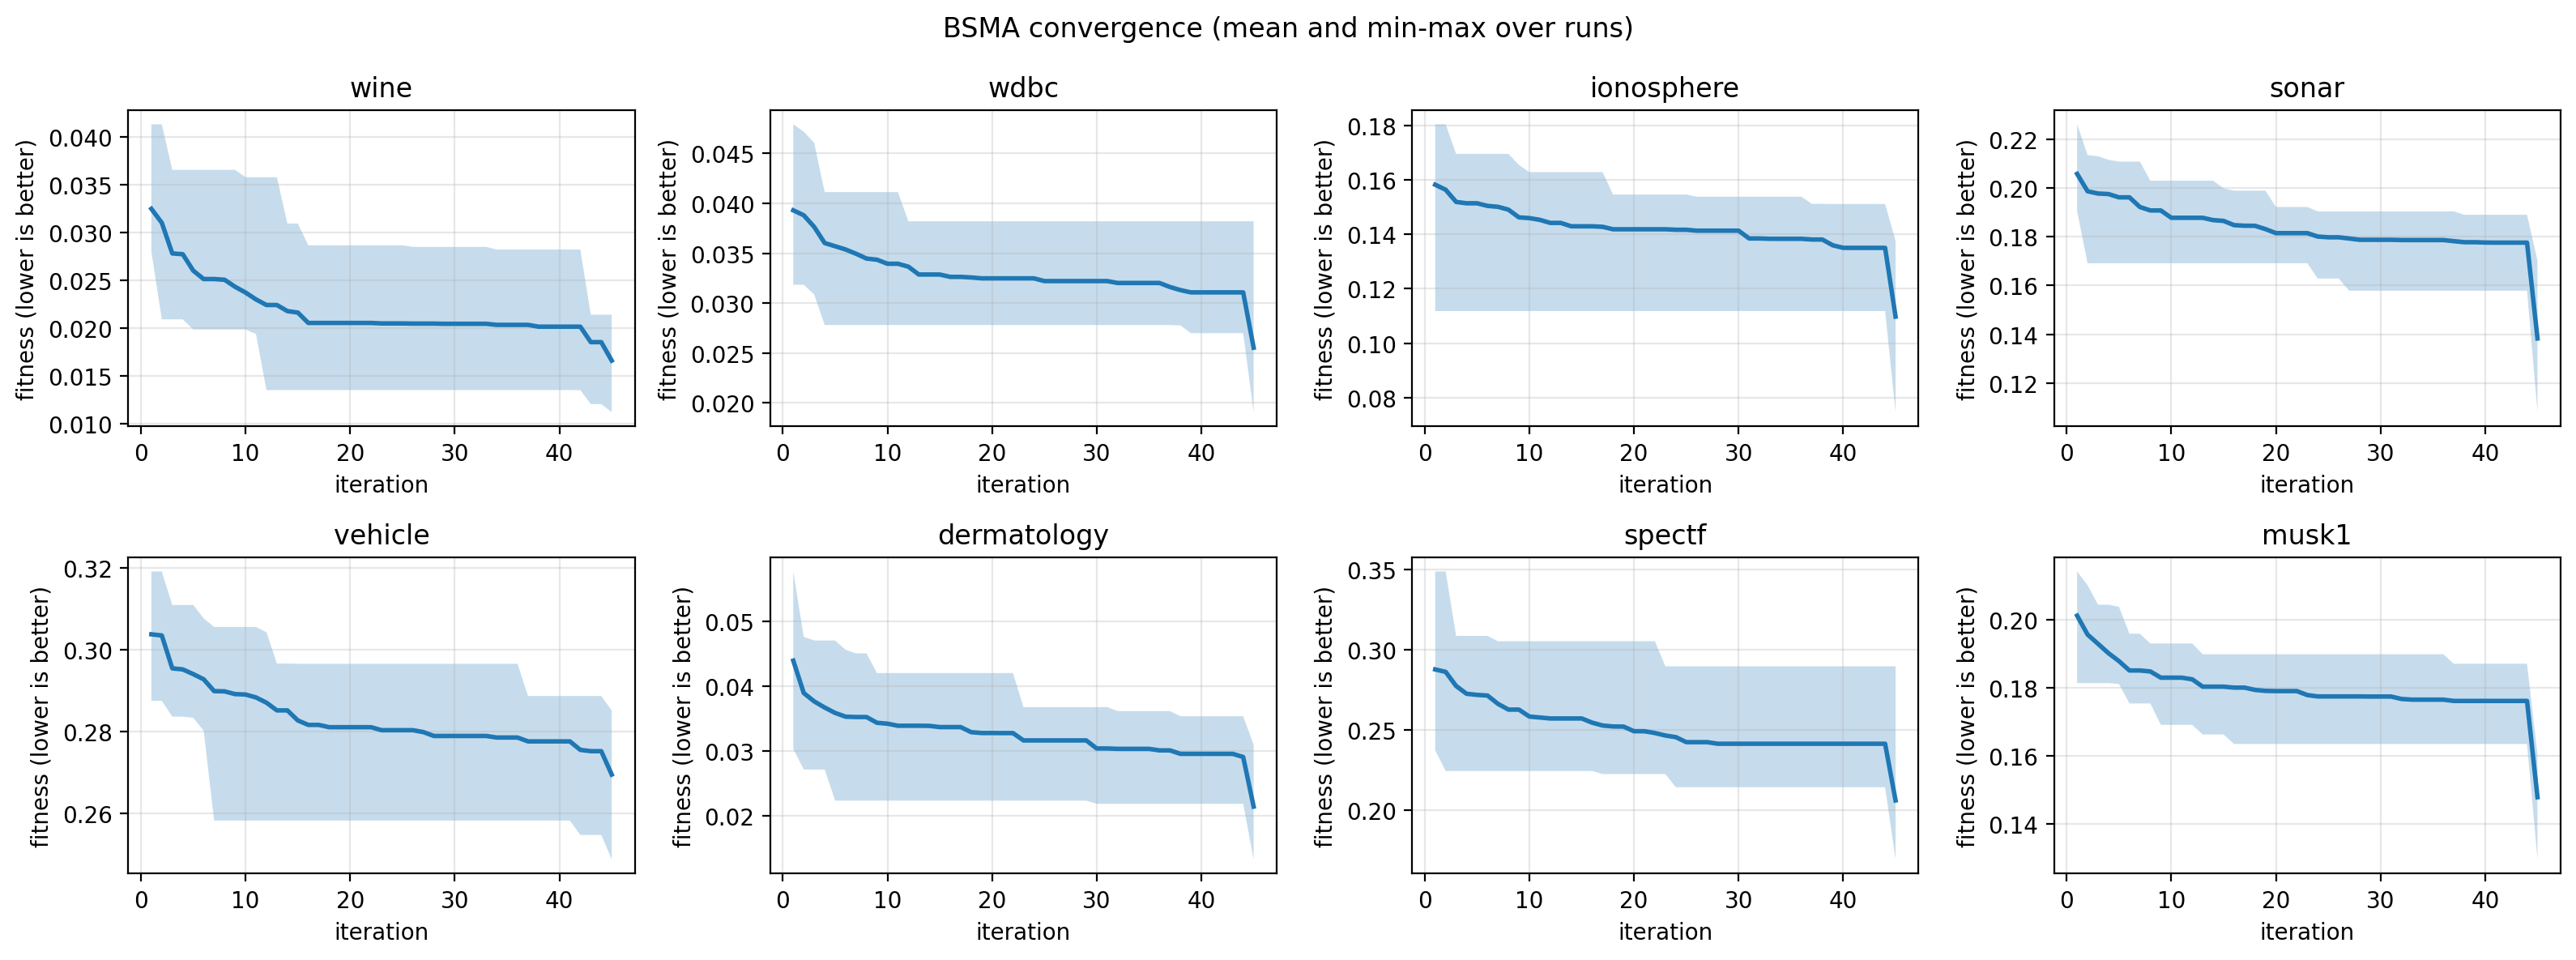 BSMA convergence (mean and min-max over runs)
wine
fitness (lower is better)
0.040
0.035
0.030
0.025
0.020
0.015
0.010
0 10 20 30 40
iteration
wdbc
fitness (lower is better)
0.045
0.040
0.035
0.030
0.025
0.020
0 10 20 30 40
iteration
ionosphere
fitness (lower is better)
0.18
0.16
0.14
0.12
0.10
0.08
0 10 20 30 40
iteration
sonar
fitness (lower is better)
0.22
0.20
0.18
0.16
0.14
0.12
0 10 20 30 40
iteration
vehicle
fitness (lower is better)
0.32
0.30
0.28
0.26
0 10 20 30 40
iteration
dermatology
fitness (lower is better)
0.05
0.04
0.03
0.02
0 10 20 30 40
iteration
spectf
fitness (lower is better)
0.35
0.30
0.25
0.20
0 10 20 30 40
iteration
musk1
fitness (lower is better)
0.20
0.18
0.16
0.14
0 10 20 30 40
iteration